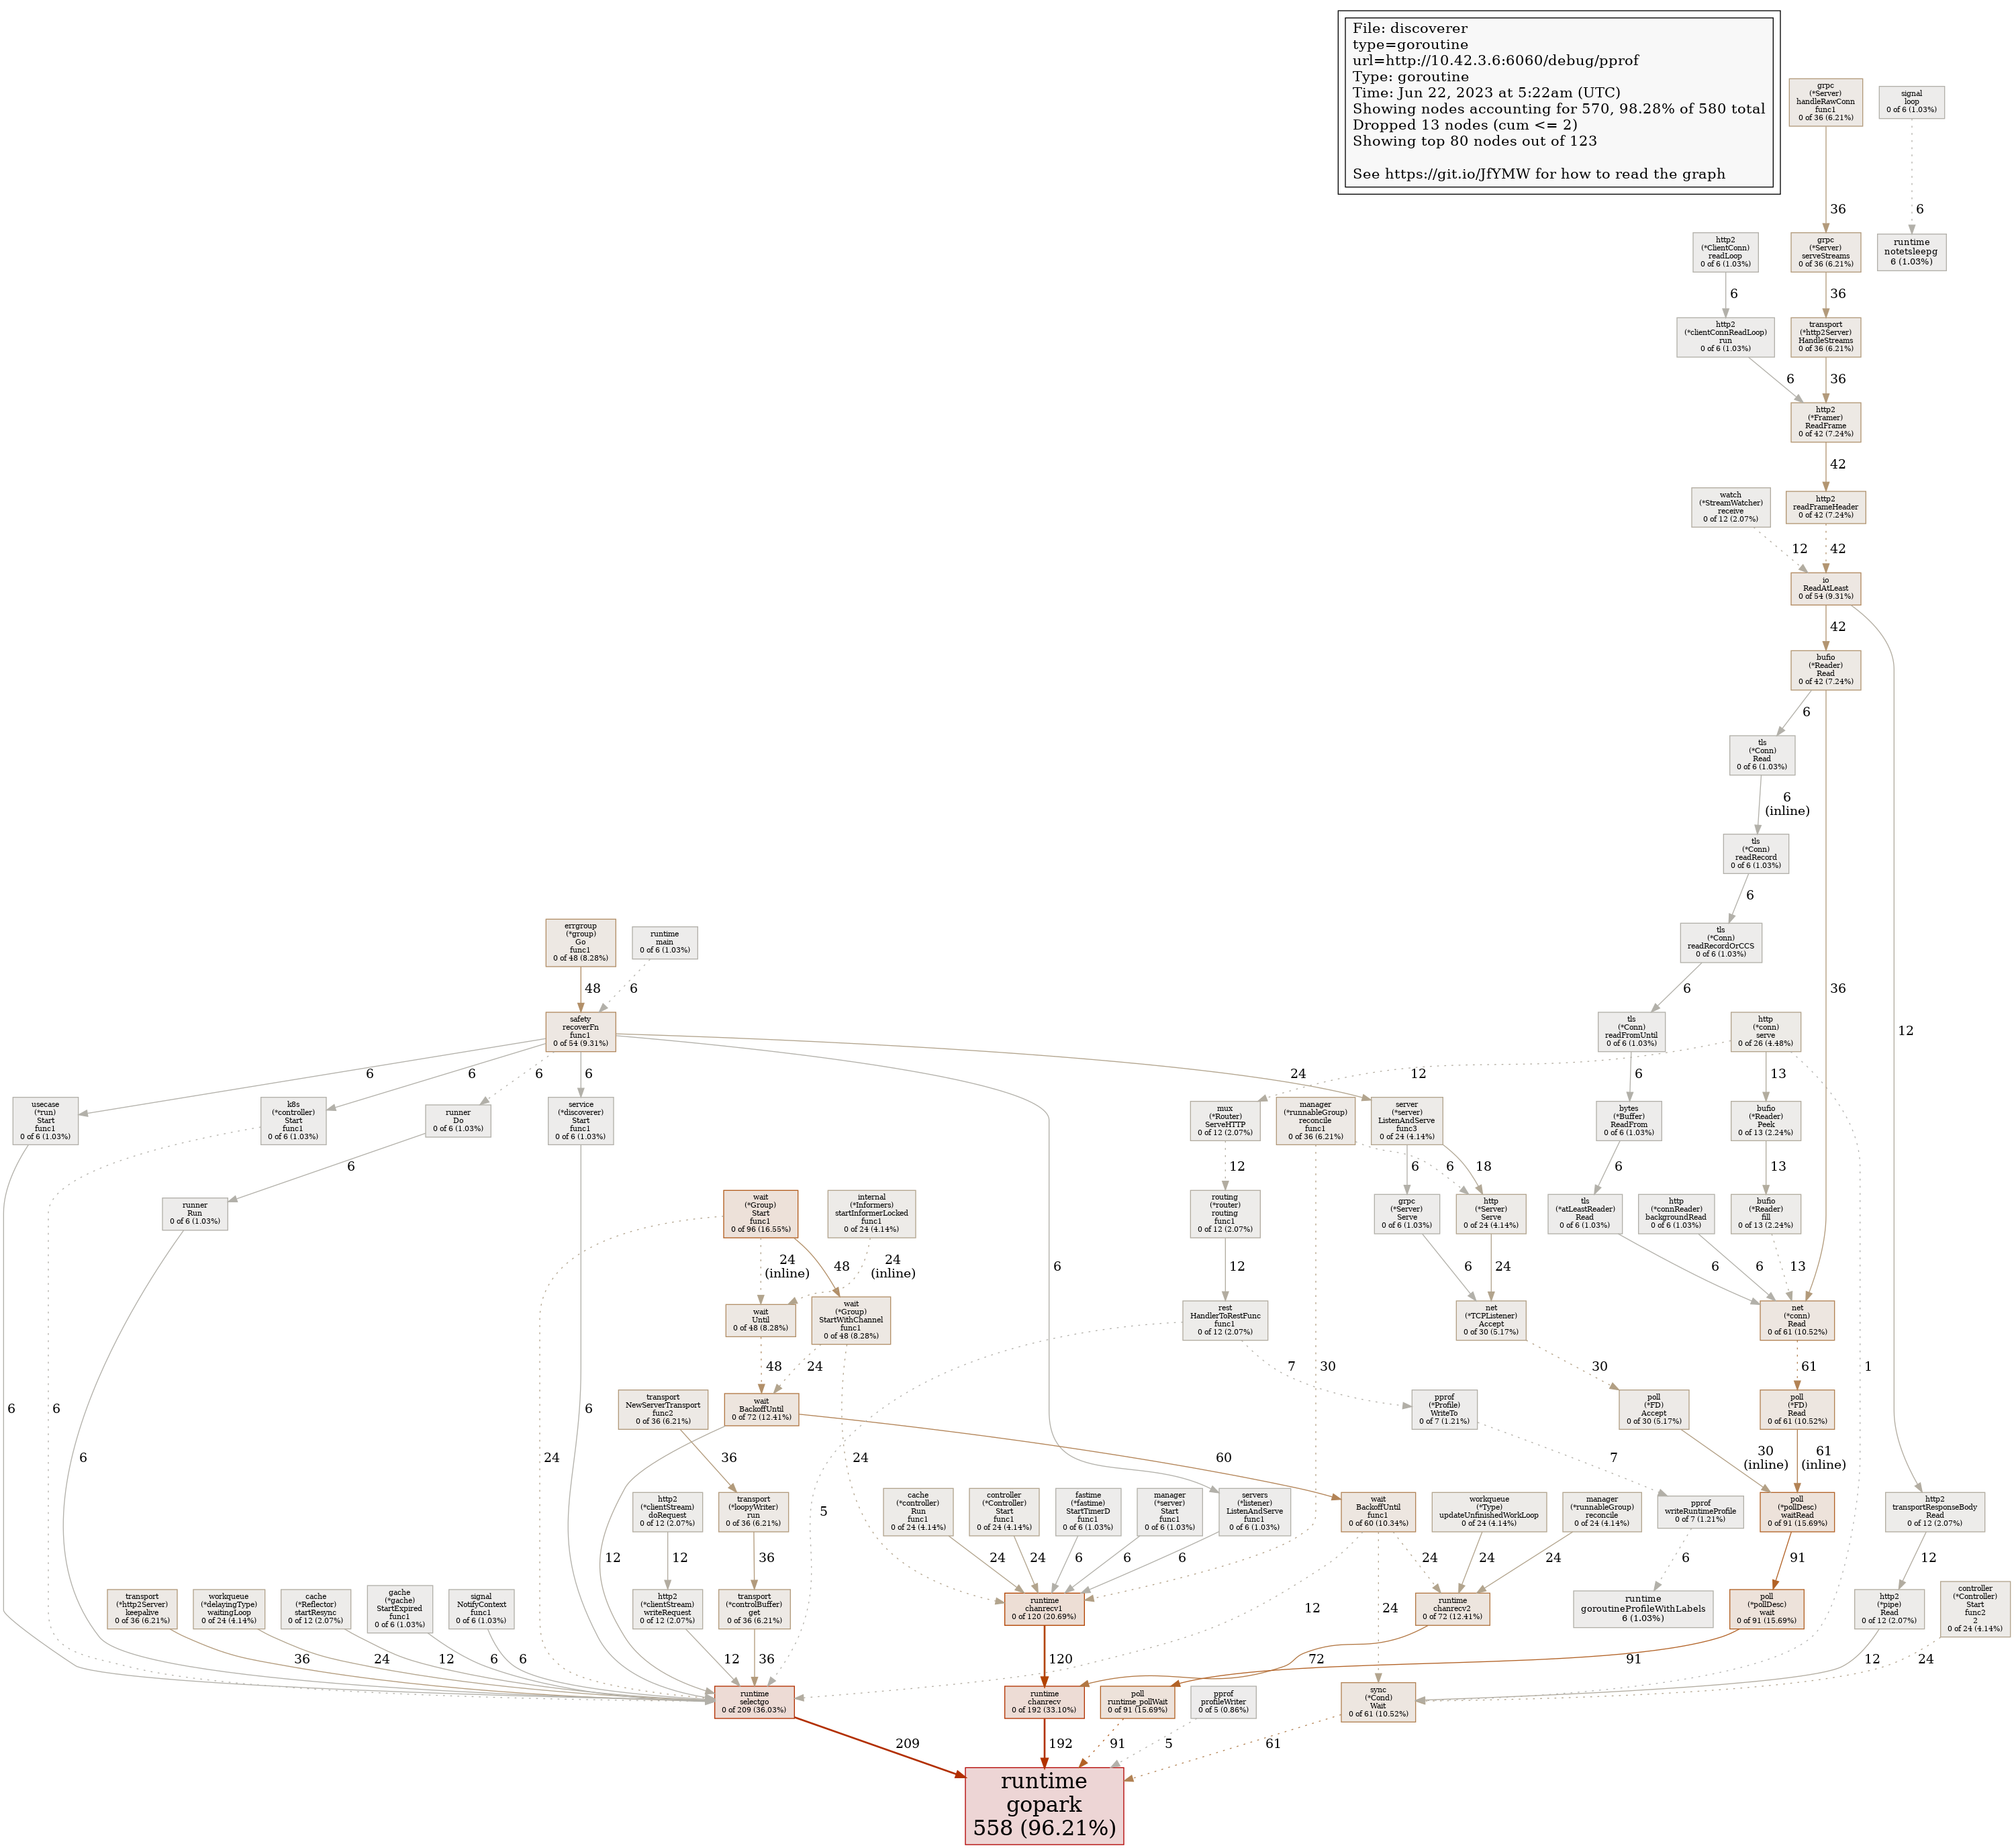 File: discoverer
type=goroutine
url=http://10.42.3.6:6060/debug/pprof
Type: goroutine
Time: Jun 22, 2023 at 5:22am (UTC)
Showing nodes accounting for 570, 98.28% of 580 total
Dropped 13 nodes (cum <= 2)
Showing top 80 nodes out of 123
See https://git.io/JfYMW for how to read the graph
grpc
(*Server)
handleRawConn
func1
0 of 36 (6.21%)
signal
loop
0 of 6 (1.03%)
36
6
http2
(*ClientConn)
readLoop
0 of 6 (1.03%)
grpc
(*Server)
serveStreams
0 of 36 (6.21%)
runtime
notetsleepg
6 (1.03%)
6
36
http2
(*clientConnReadLoop)
run
0 of 6 (1.03%)
transport
(*http2Server)
HandleStreams
0 of 36 (6.21%)
6
36
http2
(*Framer)
ReadFrame
0 of 42 (7.24%)
42
watch
(*StreamWatcher)
receive
0 of 12 (2.07%)
http2
readFrameHeader
0 of 42 (7.24%)
12
42
io
ReadAtLeast
0 of 54 (9.31%)
42
bufio
(*Reader)
Read
0 of 42 (7.24%)
6
tls
(*Conn)
Read
0 of 6 (1.03%)
6
(inline)
tls
(*Conn)
readRecord
0 of 6 (1.03%)
6
errgroup
(*group)
Go
func1
0 of 48 (8.28%)
runtime
main
0 of 6 (1.03%)
tls
(*Conn)
readRecordOrCCS
0 of 6 (1.03%)
48
6
6
36
safety
recoverFn
func1
0 of 54 (9.31%)
tls
(*Conn)
readFromUntil
0 of 6 (1.03%)
http
(*conn)
serve
0 of 26 (4.48%)
12
6
6
6
6
24
12
6
13
usecase
(*run)
Start
func1
0 of 6 (1.03%)
k8s
(*controller)
Start
func1
0 of 6 (1.03%)
runner
Do
0 of 6 (1.03%)
service
(*discoverer)
Start
func1
0 of 6 (1.03%)
mux
(*Router)
ServeHTTP
0 of 12 (2.07%)
manager
(*runnableGroup)
reconcile
func1
0 of 36 (6.21%)
server
(*server)
ListenAndServe
func3
0 of 24 (4.14%)
bytes
(*Buffer)
ReadFrom
0 of 6 (1.03%)
bufio
(*Reader)
Peek
0 of 13 (2.24%)
6
12
6
6
18
6
13
runner
Run
0 of 6 (1.03%)
wait
(*Group)
Start
func1
0 of 96 (16.55%)
internal
(*Informers)
startInformerLocked
func1
0 of 24 (4.14%)
routing
(*router)
routing
func1
0 of 12 (2.07%)
grpc
(*Server)
Serve
0 of 6 (1.03%)
http
(*Server)
Serve
0 of 24 (4.14%)
tls
(*atLeastReader)
Read
0 of 6 (1.03%)
http
(*connReader)
backgroundRead
0 of 6 (1.03%)
bufio
(*Reader)
fill
0 of 13 (2.24%)
24
(inline)
48
24
(inline)
6
12
6
24
6
6
13
wait
Until
0 of 48 (8.28%)
wait
(*Group)
StartWithChannel
func1
0 of 48 (8.28%)
rest
HandlerToRestFunc
func1
0 of 12 (2.07%)
net
(*TCPListener)
Accept
0 of 30 (5.17%)
net
(*conn)
Read
0 of 61 (10.52%)
48
24
30
7
30
61
1
transport
NewServerTransport
func2
0 of 36 (6.21%)
wait
BackoffUntil
0 of 72 (12.41%)
pprof
(*Profile)
WriteTo
0 of 7 (1.21%)
poll
(*FD)
Accept
0 of 30 (5.17%)
poll
(*FD)
Read
0 of 61 (10.52%)
6
6
6
6
24
36
24
60
7
30
(inline)
61
(inline)
http2
(*clientStream)
doRequest
0 of 12 (2.07%)
transport
(*loopyWriter)
run
0 of 36 (6.21%)
5
cache
(*controller)
Run
func1
0 of 24 (4.14%)
controller
(*Controller)
Start
func1
0 of 24 (4.14%)
fastime
(*fastime)
StartTimerD
func1
0 of 6 (1.03%)
manager
(*server)
Start
func1
0 of 6 (1.03%)
servers
(*listener)
ListenAndServe
func1
0 of 6 (1.03%)
wait
BackoffUntil
func1
0 of 60 (10.34%)
workqueue
(*Type)
updateUnfinishedWorkLoop
0 of 24 (4.14%)
manager
(*runnableGroup)
reconcile
0 of 24 (4.14%)
pprof
writeRuntimeProfile
0 of 7 (1.21%)
poll
(*pollDesc)
waitRead
0 of 91 (15.69%)
http2
transportResponseBody
Read
0 of 12 (2.07%)
12
12
36
24
24
6
6
6
24
24
24
6
91
12
transport
(*http2Server)
keepalive
0 of 36 (6.21%)
workqueue
(*delayingType)
waitingLoop
0 of 24 (4.14%)
cache
(*Reflector)
startResync
0 of 12 (2.07%)
gache
(*gache)
StartExpired
func1
0 of 6 (1.03%)
signal
NotifyContext
func1
0 of 6 (1.03%)
http2
(*clientStream)
writeRequest
0 of 12 (2.07%)
transport
(*controlBuffer)
get
0 of 36 (6.21%)
runtime
chanrecv1
0 of 120 (20.69%)
12
24
runtime
chanrecv2
0 of 72 (12.41%)
runtime
goroutineProfileWithLabels
6 (1.03%)
poll
(*pollDesc)
wait
0 of 91 (15.69%)
http2
(*pipe)
Read
0 of 12 (2.07%)
controller
(*Controller)
Start
func2
2
0 of 24 (4.14%)
36
24
12
6
6
12
36
120
72
91
12
24
runtime
selectgo
0 of 209 (36.03%)
runtime
chanrecv
0 of 192 (33.10%)
poll
runtime_pollWait
0 of 91 (15.69%)
pprof
profileWriter
0 of 5 (0.86%)
sync
(*Cond)
Wait
0 of 61 (10.52%)
209
192
91
5
61
runtime
gopark
558 (96.21%)